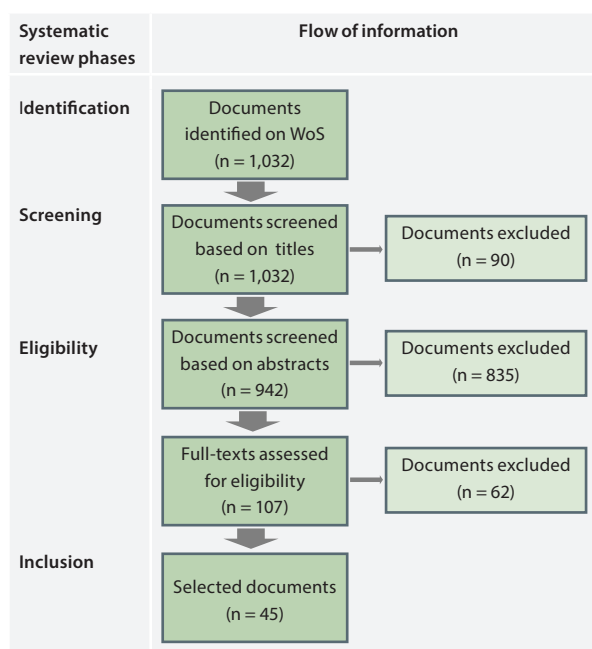 Systematic
review phases
Flow of information
Identification
Documents
identified on WoS
(n = 1,032)
Screening
Documents screened
based on titles
(n = 1,032)
Documents excluded
(n = 90)
Eligibility
Documents screened
based on abstracts
(n = 942)
Documents excluded
(n = 835)
Full-texts assessed
for eligibility
(n = 107)
Documents excluded
(n = 62)
Inclusion
Selected documents
(n = 45)